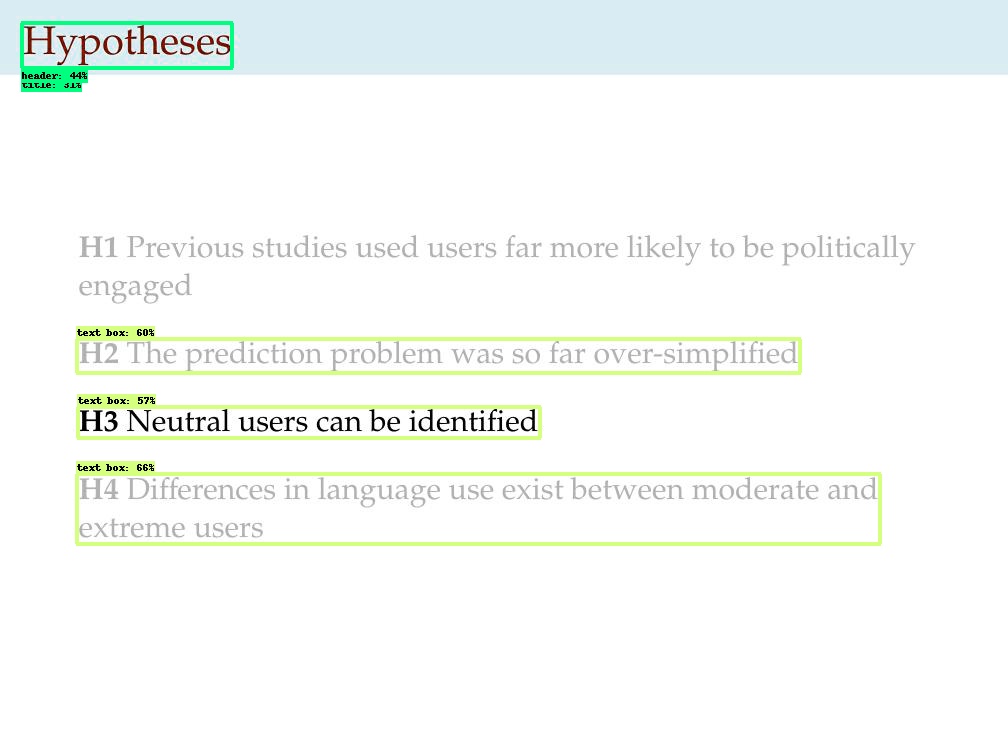 Hypotheses
header: 44%
title: 31%
H1 Previous studies used users far more likely to be politically
engaged
text box: 60%
H2 The prediction problem was so far over-simplified
text box: 57%
H3 Neutral users can be identified
text box: 66%
H4 Differences in language use exist between moderate and
extreme users